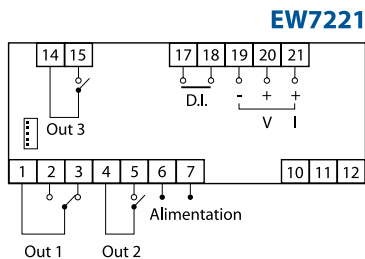 EW7221
14 15 17 18 19 20 21
D.I. - + +
V I
Out 3
1 2 3 4 5 6 7 10 11 12
Alimentation
Out 1 Out 2